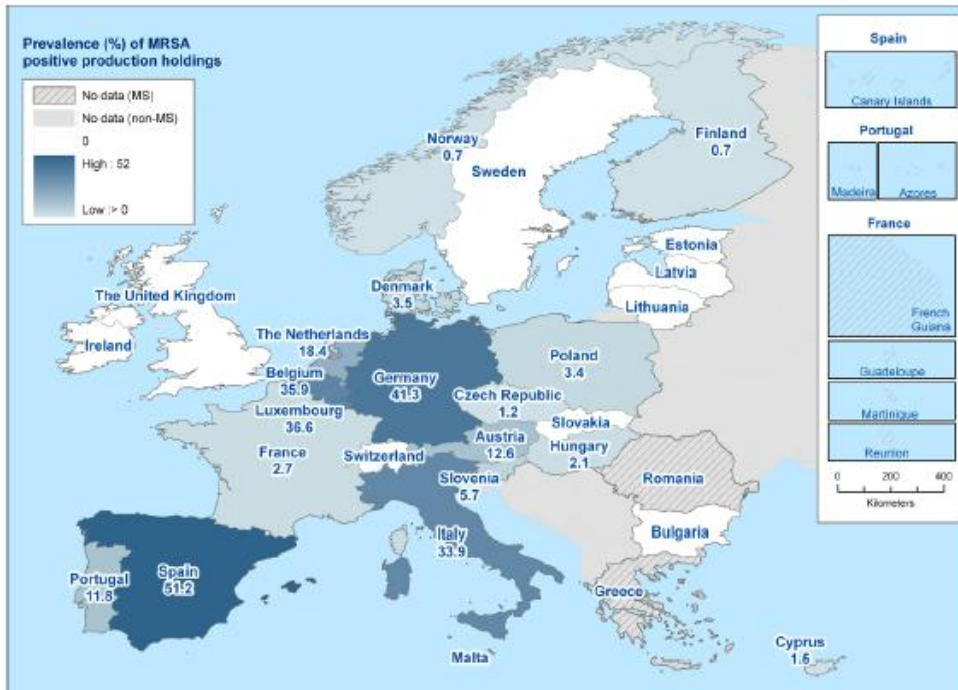 Prevalence (%) of MRSA
positive production holdings
No-data (MS)
No-data (non-MS)
0
High : 52
Low :> 0
Norway
0.7
Sweden
Finland
0.7
Estonia
Latvia
Lithuania
Denmark
3.5
The United Kingdom
Ireland
The Netherlands
18.4
Belgium
35.9
Luxembourg
36.6
Germany
41.3
Poland
3.4
Czech Republic
1.2
Slovakia
Austria
12.6
Hungary
2.1
France
2.7
Switzerland
Slovenia
5.7
Romania
Italy
33.9
Bulgaria
Portugal
11.8
Spain
51.2
Greece
Malta
Cyprus
Spain
Canary Islands
Portugal
Madeira
Azores
France
French
Guiana
Guadeloupe
Martinique
Reunion
0 200 400
Kilometers